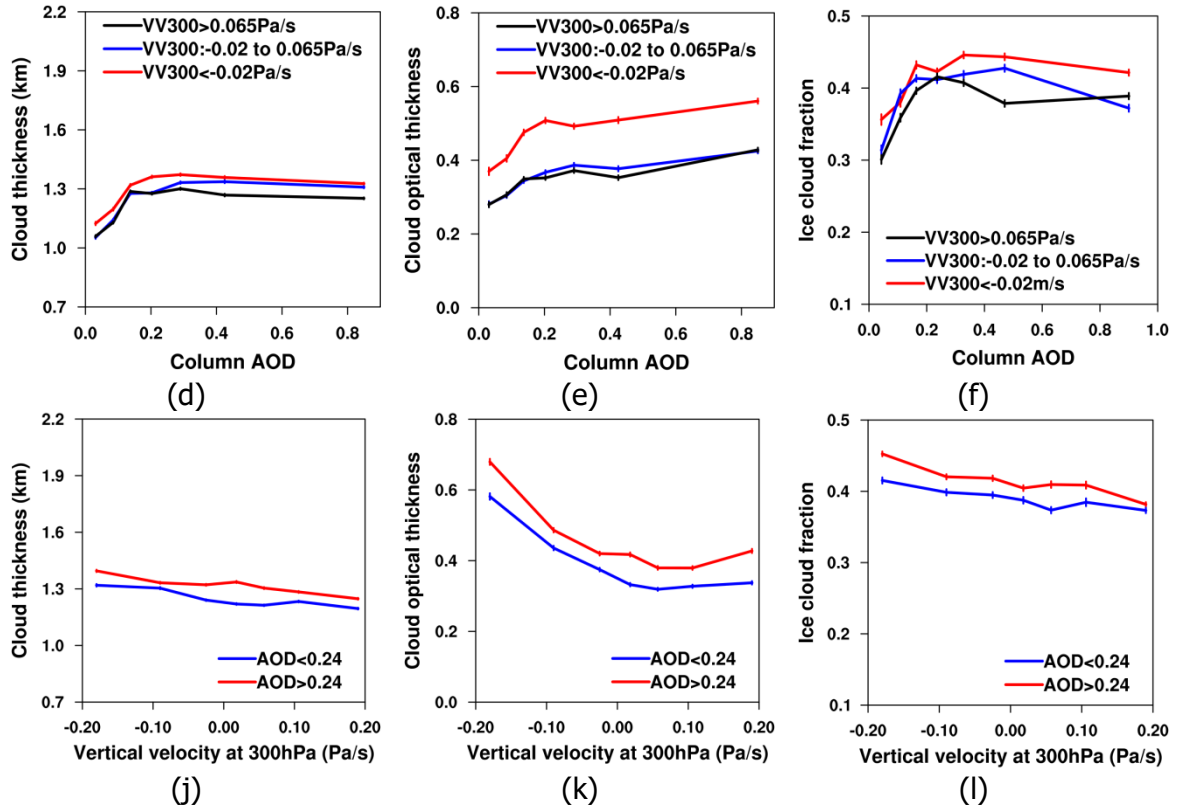 2.2
1.9
1.6
1.3
1.0
0.7
Cloud thickness (km)
VV300>0.065Pa/s
VV300:-0.02 to 0.065Pa/s
VV300<-0.02Pa/s
0.0 0.2 0.4 0.6 0.8
Column AOD
(d)
0.8
0.6
0.4
0.2
0.0
Cloud optical thickness
VV300>0.065Pa/s
VV300:-0.02 to 0.065Pa/s
VV300<-0.02Pa/s
0.0 0.2 0.4 0.6 0.8
Column AOD
(e)
0.5
0.4
0.3
0.2
0.1
Ice cloud fraction
VV300>0.065Pa/s
VV300:-0.02 to 0.065Pa/s
VV300<-0.02m/s
0.0 0.2 0.4 0.6 0.8 1.0
Column AOD
(f)
2.2
1.9
1.6
1.3
1.0
0.7
Cloud thickness (km)
AOD<0.24
AOD>0.24
-0.20 -0.10 0.00 0.10 0.20
Vertical velocity at 300hPa (Pa/s)
(j)
0.8
0.6
0.4
0.2
0.0
Cloud optical thickness
AOD<0.24
AOD>0.24
-0.20 -0.10 0.00 0.10 0.20
Vertical velocity at 300hPa (Pa/s)
(k)
0.5
0.4
0.3
0.2
0.1
Ice cloud fraction
AOD<0.24
AOD>0.24
-0.20 -0.10 0.00 0.10 0.20
Vertical velocity at 300hPa (Pa/s)
(l)